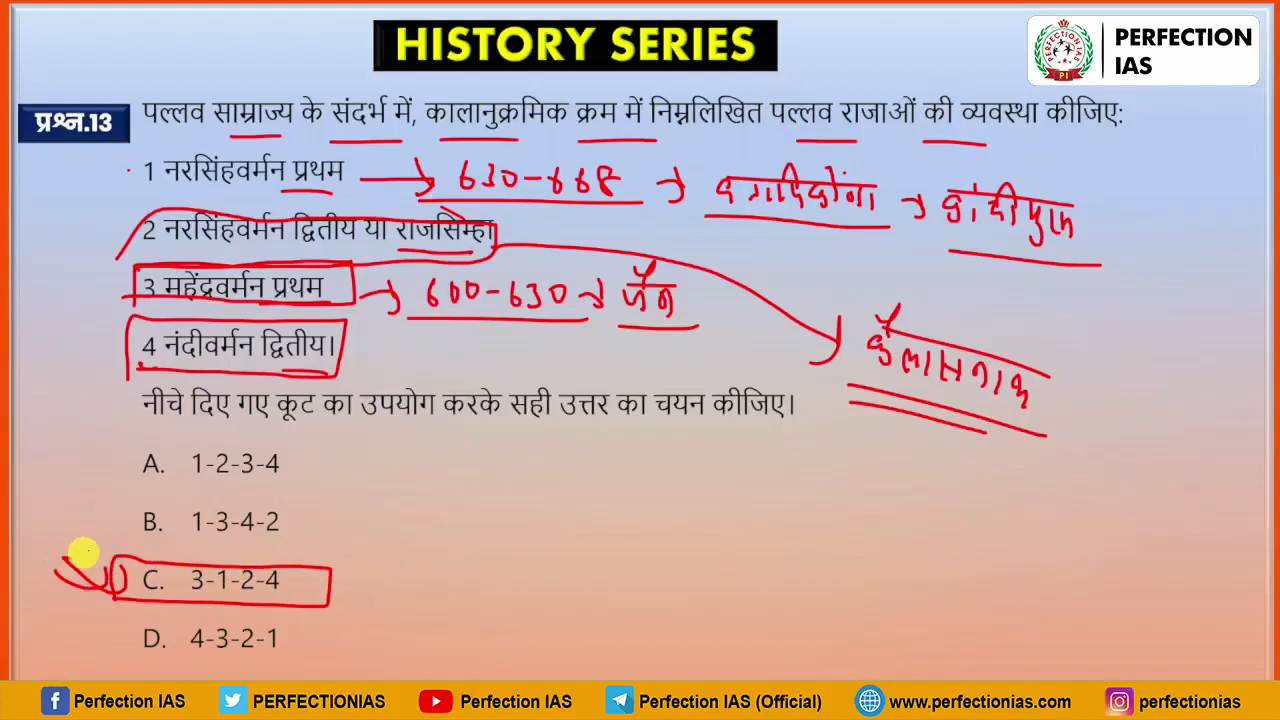 HISTORY SERIES
PERFECTION IAS
PERFECTION
IAS
PI
प्रश्न.13
पल्लव साम्राज्य के संदर्भ में, कालानुक्रमिक क्रम में निम्नलिखित पल्लव राजाओं की व्यवस्था कीजिए:
1 नरसिंहवर्मन प्रथम 630-668
2 नरसिंहवर्मन द्वितीय या राजसिम्हा
3 महेंद्रवर्मन प्रथम 600-630 जैन
4 नंदीवर्मन द्वितीय।
नीचे दिए गए कूट का उपयोग करके सही उत्तर का चयन कीजिए।
A. 1-2-3-4
B. 1-3-4-2
C. 3-1-2-4
D. 4-3-2-1
Perfection IAS PERFECTIONIAS Perfection IAS Perfection IAS (Official) www.perfectionias.com perfectionias